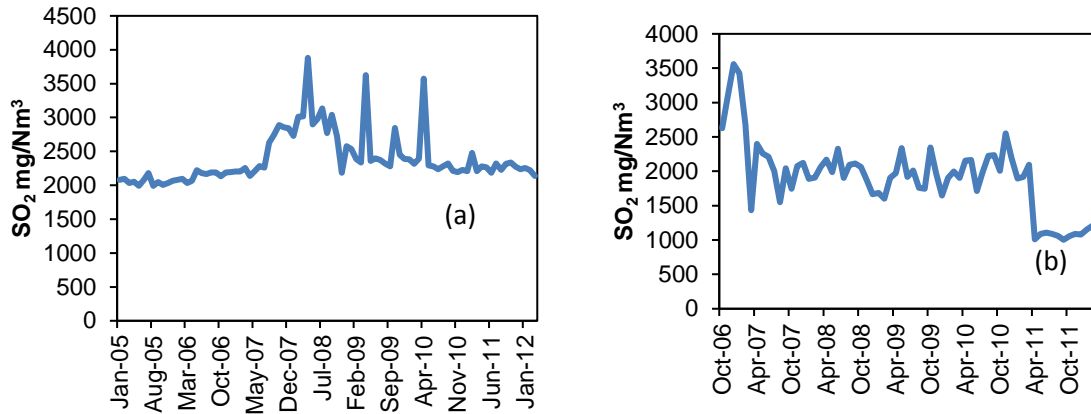 4500
4000
3500
3000
2500
2000
1500
1000
500
0
SO₂ mg/Nm³
(a)
Jan-05
Aug-05
Mar-06
Oct-06
May-07
Dec-07
Jul-08
Feb-09
Sep-09
Apr-10
Nov-10
Jun-11
Jan-12
4000
3500
3000
2500
2000
1500
1000
500
0
SO₂ mg/Nm³
(b)
Oct-06
Apr-07
Oct-07
Apr-08
Oct-08
Apr-09
Oct-09
Apr-10
Oct-10
Apr-11
Oct-11